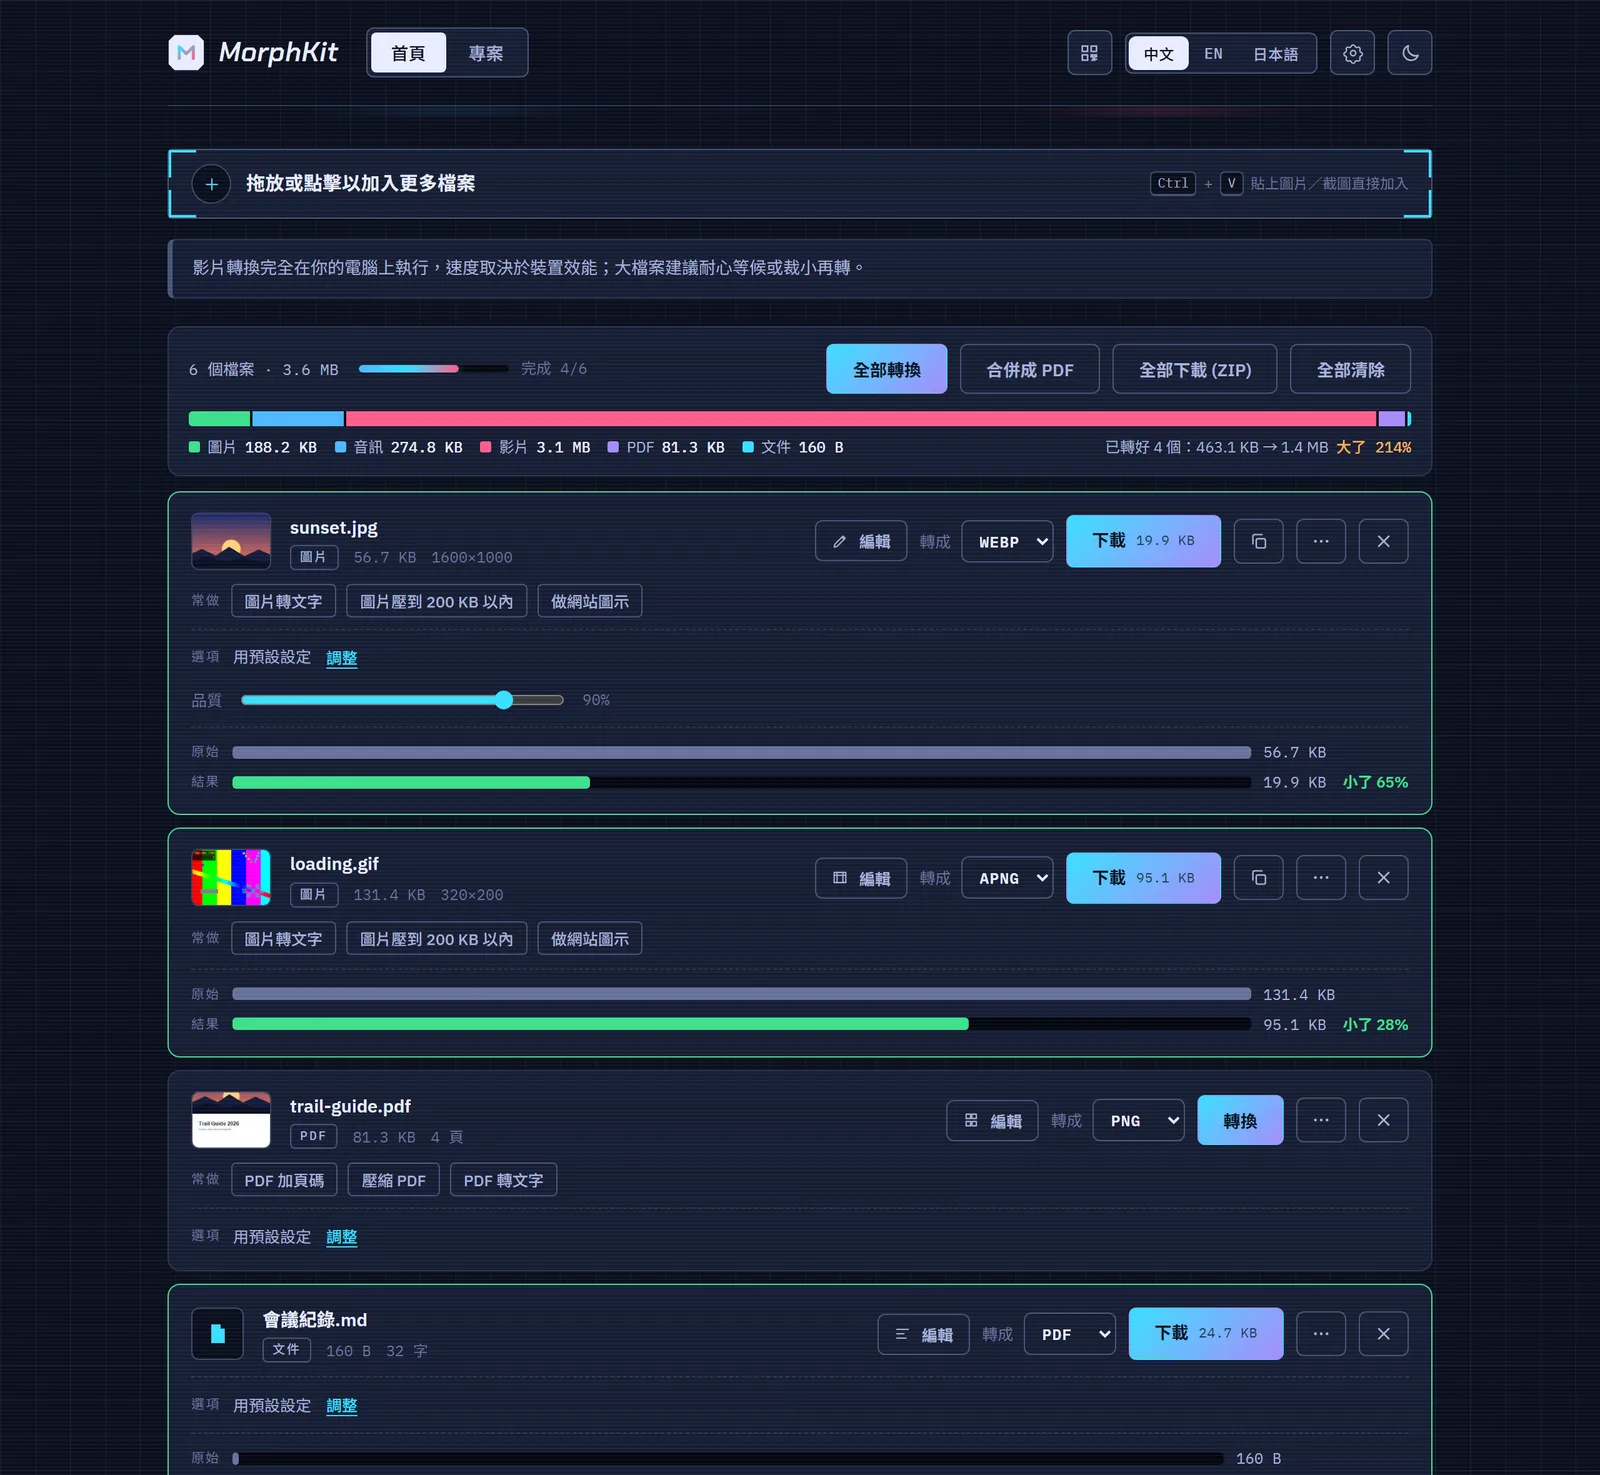 MorphKit 首頁 專案 中文 EN 日本語
拖放或點擊以加入更多檔案 Ctrl + V 貼上圖片／截圖直接加入
影片轉換完全在你的電腦上執行，速度取決於裝置效能；大檔案建議耐心等候或裁小再轉。
6 個檔案 · 3.6 MB 完成 4/6 全部轉換 合併成 PDF 全部下載 (ZIP) 全部清除
圖片 188.2 KB 音訊 274.8 KB 影片 3.1 MB PDF 81.3 KB 文件 160 B 已轉好 4 個：463.1 KB → 1.4 MB 大了 214%
sunset.jpg
圖片 56.7 KB 1600×1000 編輯 轉成 WEBP 下載 19.9 KB
常做 圖片轉文字 圖片壓到 200 KB 以內 做網站圖示
選項 用預設設定 調整
品質 90%
原始 56.7 KB
結果 19.9 KB 小了 65%
loading.gif
圖片 131.4 KB 320×200 編輯 轉成 APNG 下載 95.1 KB
常做 圖片轉文字 圖片壓到 200 KB 以內 做網站圖示
原始 131.4 KB
結果 95.1 KB 小了 28%
Trail Guide 2026
trail-guide.pdf
PDF 81.3 KB 4 頁 編輯 轉成 PNG 轉換
常做 PDF 加頁碼 壓縮 PDF PDF 轉文字
選項 用預設設定 調整
會議紀錄.md
文件 160 B 32 字 編輯 轉成 PDF 下載 24.7 KB
選項 用預設設定 調整
原始 160 B